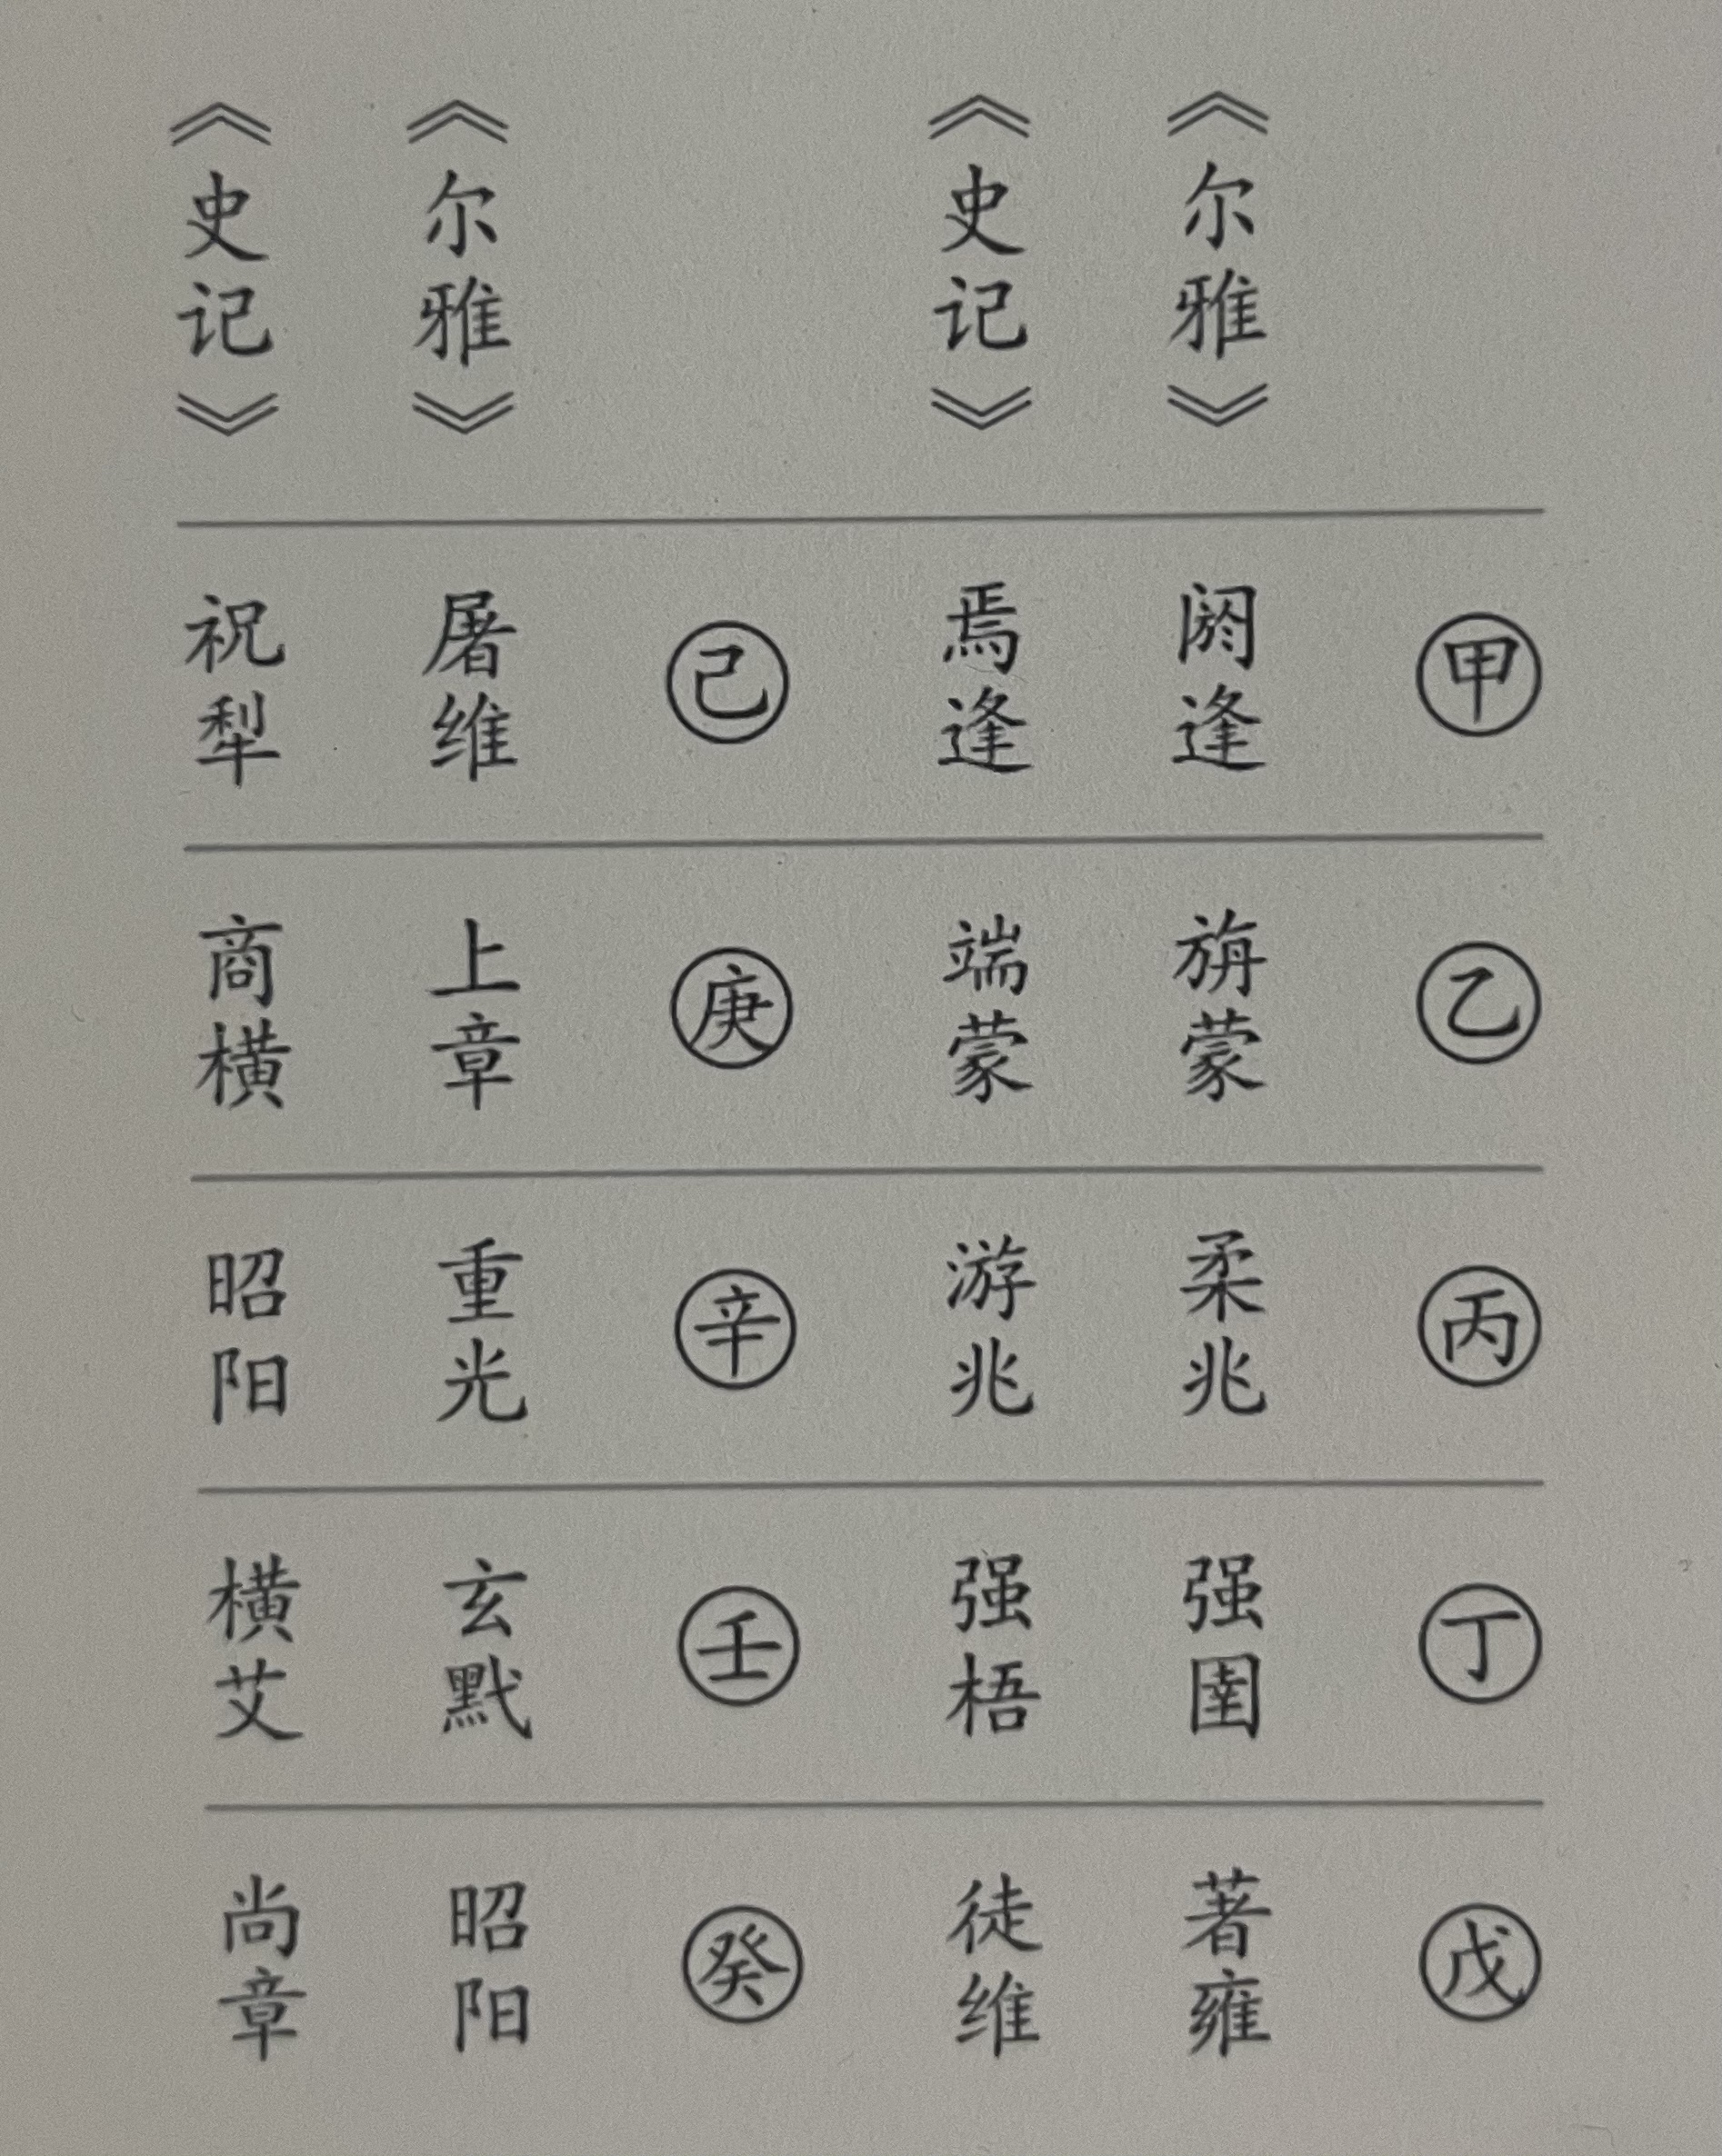 甲 乙 丙 丁 戊
《尔雅》 阏逢 旃蒙 柔兆 强圉 著雍
《史记》 焉逢 端蒙 游兆 强梧 徒维
己 庚 辛 壬 癸
《尔雅》 屠维 上章 重光 玄黓 昭阳
《史记》 祝犁 商横 昭阳 横艾 尚章